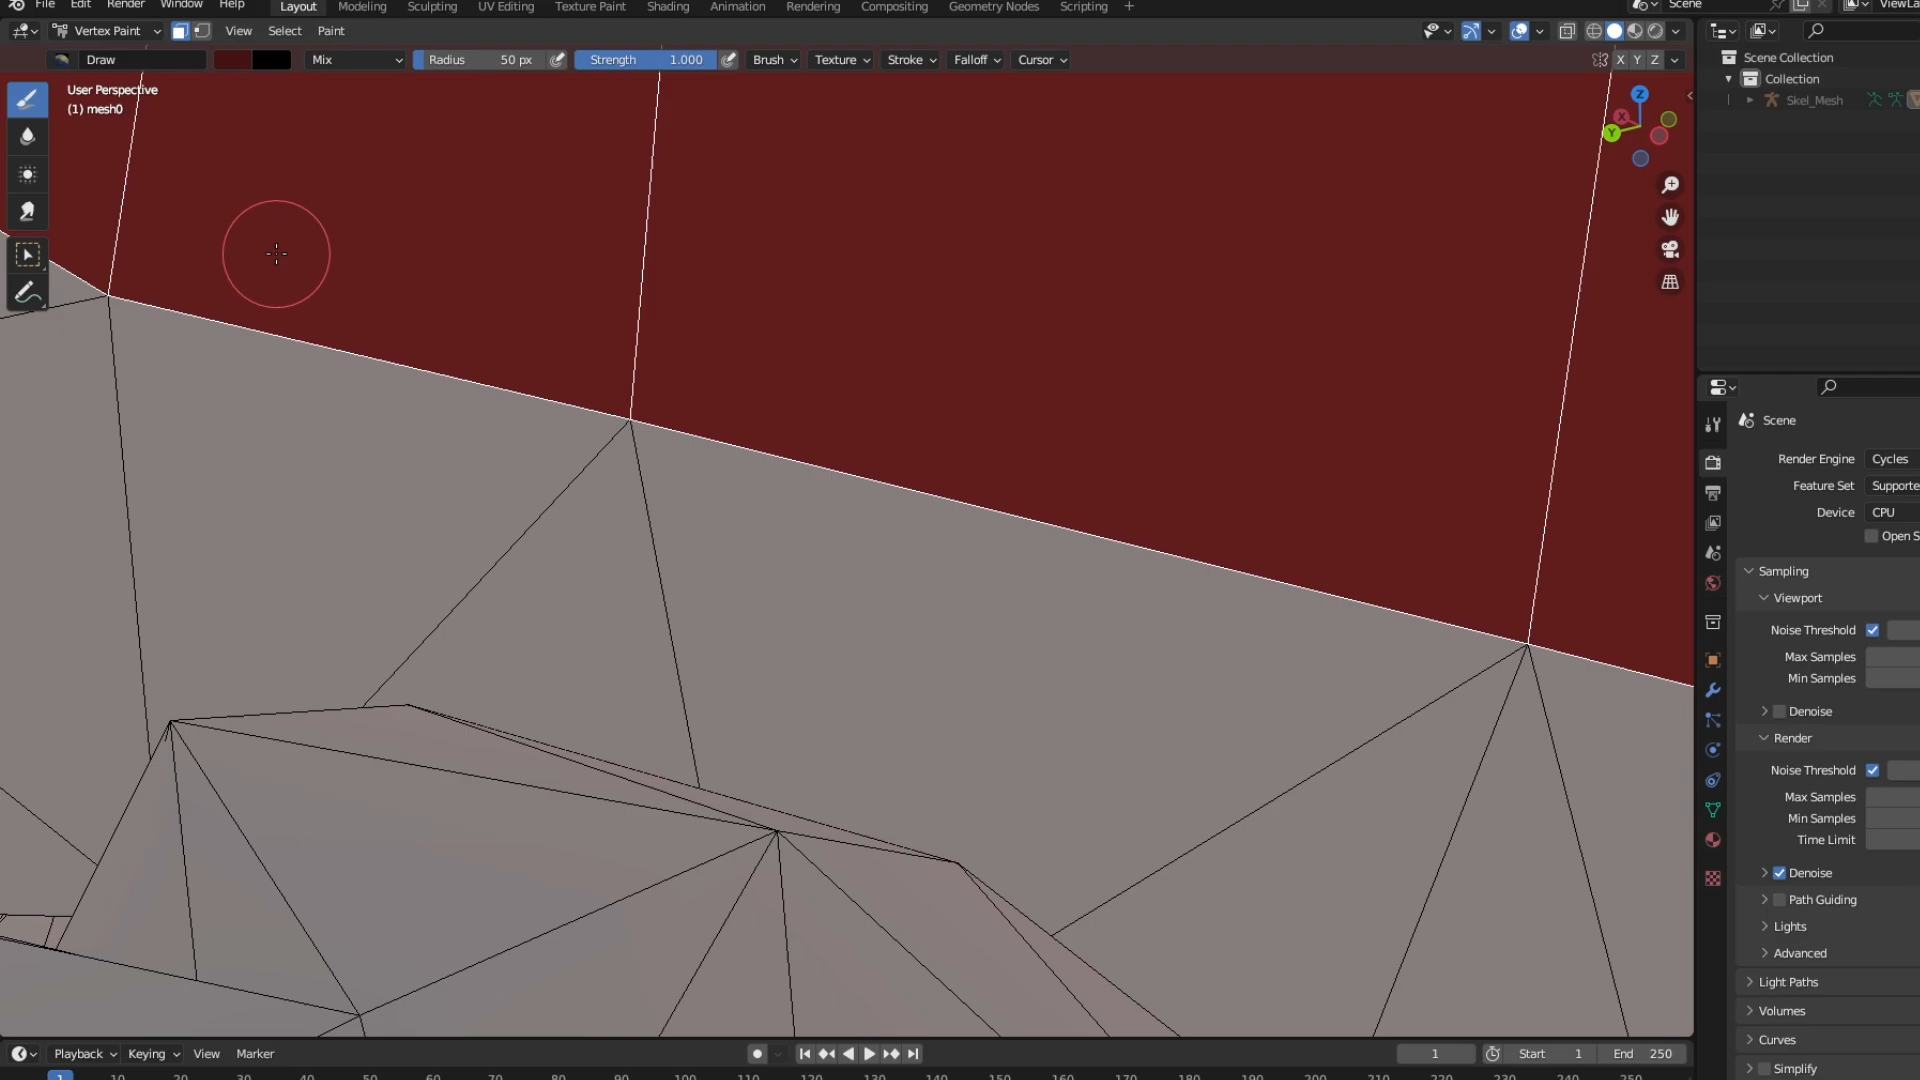 File Edit Render Window Help Layout Modeling Sculpting UV Editing Texture Paint Shading Animation Rendering Compositing Geometry Nodes Scripting + Scene ViewLa
Vertex Paint View Select Paint
Draw Mix Radius 50 px Strength 1.000 Brush Texture Stroke Falloff Cursor X Y Z
User Perspective
(1) mesh0
Z
X
Y
Scene Collection
Collection
Skel_Mesh
Scene
Render Engine Cycles
Feature Set Supporte
Device CPU
Open S
Sampling
Viewport
Noise Threshold
Max Samples
Min Samples
Denoise
Render
Noise Threshold
Max Samples
Min Samples
Time Limit
Denoise
Path Guiding
Lights
Advanced
Light Paths
Volumes
Curves
Simplify
Playback Keying View Marker 1 Start 1 End 250
1 10 20 30 40 50 60 70 80 90 100 110 120 130 140 150 160 170 180 190 200 210 220 230 240 250